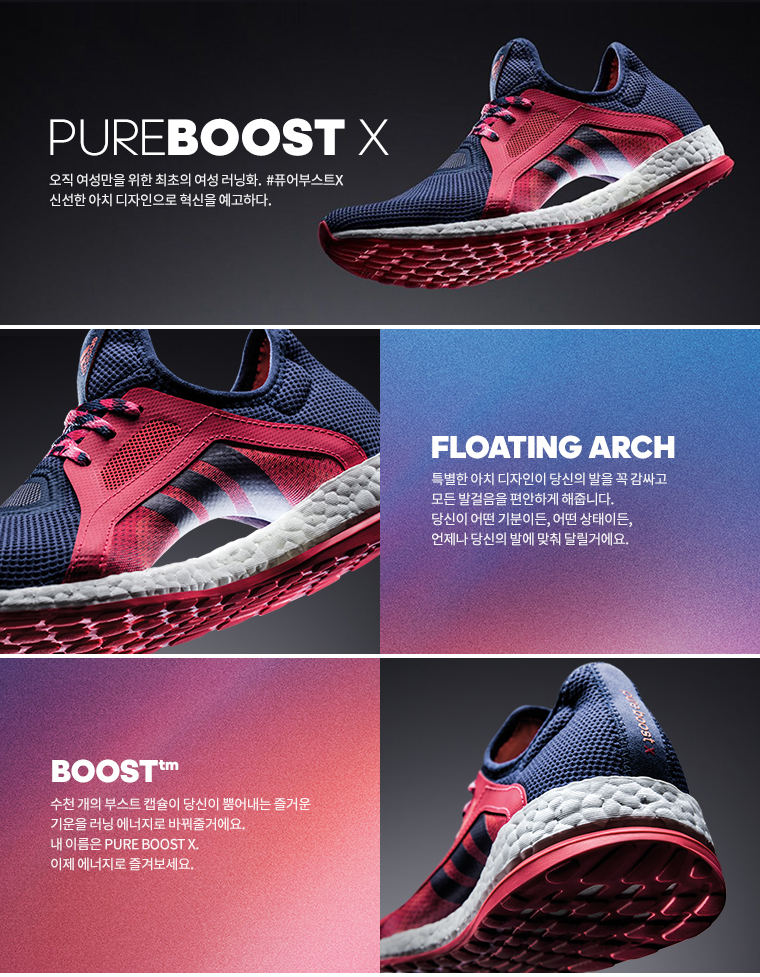 PUREBOOST X
오직 여성만을 위한 최초의 여성 러닝화. #퓨어부스트X
신선한 아치 디자인으로 혁신을 예고하다.
FLOATING ARCH
특별한 아치 디자인이 당신의 발을 꼭 감싸고
모든 발걸음을 편안하게 해줍니다.
당신이 어떤 기분이든, 어떤 상태이든,
언제나 당신의 발에 맞춰 달릴거에요.
BOOST™
수천 개의 부스트 캡슐이 당신이 뿜어내는 즐거운
기운을 러닝 에너지로 바꿔줄거에요.
내 이름은 PURE BOOST X.
이제 에너지로 즐겨보세요.
pureboost X